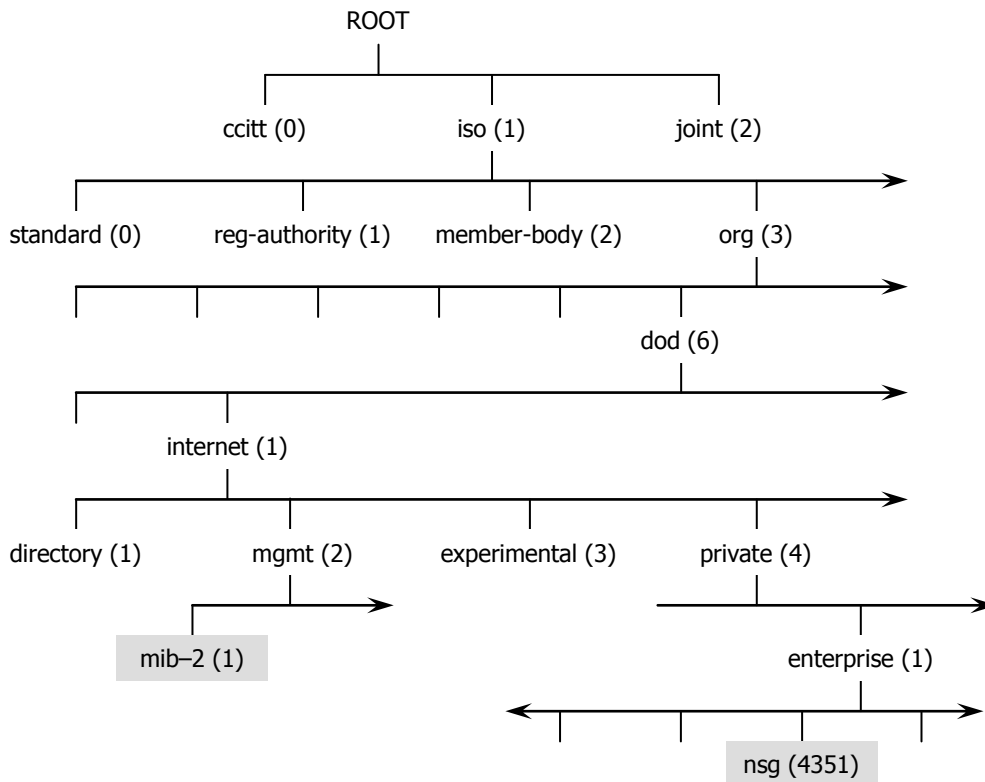 ROOT
ccitt (0) iso (1) joint (2)
standard (0) reg-authority (1) member-body (2) org (3)
dod (6)
internet (1)
directory (1) mgmt (2) experimental (3) private (4)
mib–2 (1) enterprise (1)
nsg (4351)